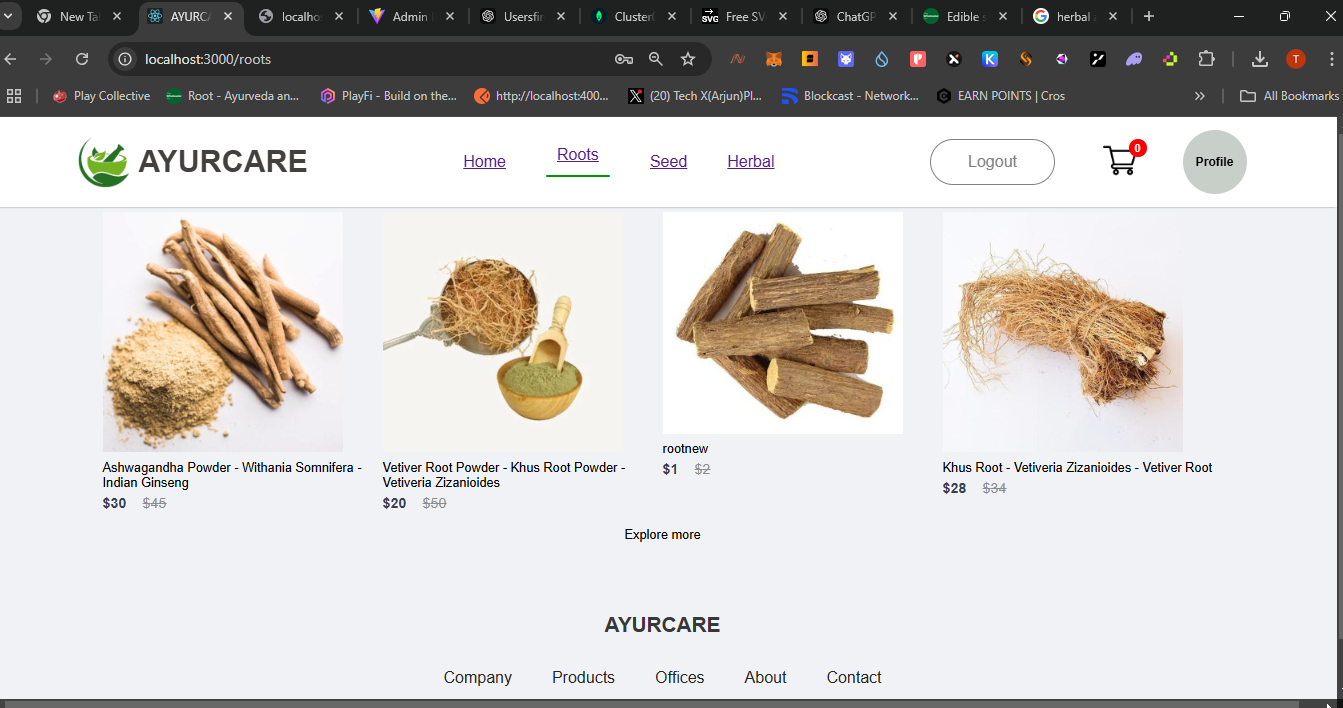 New Ta
AYURC
localho
Admin
Usersfir
Cluster
SVG
Free SV
ChatGP
Edible s
herbal
localhost:3000/roots
T
Play Collective
Root - Ayurveda an...
PlayFi - Build on the...
http://localhost:400...
(20) Tech X(Arjun)Pl...
Blockcast - Network...
EARN POINTS | Cros
All Bookmarks
AYURCARE
Home
Roots
Seed
Herbal
Logout
0
Profile
Ashwagandha Powder - Withania Somnifera -
Indian Ginseng
$30 $45
Vetiver Root Powder - Khus Root Powder -
Vetiveria Zizanioides
$20 $50
rootnew
$1 $2
Khus Root - Vetiveria Zizanioides - Vetiver Root
$28 $34
Explore more
AYURCARE
Company
Products
Offices
About
Contact